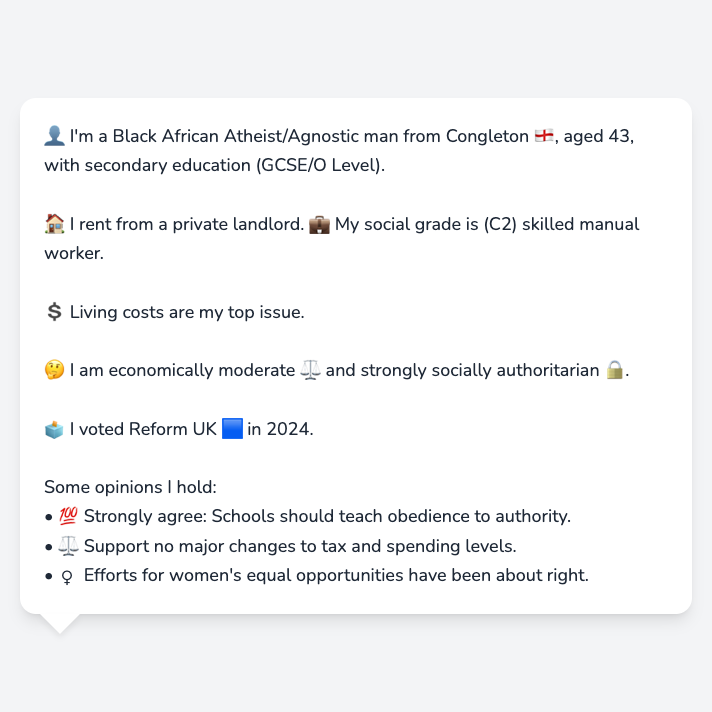 👤 I'm a Black African Atheist/Agnostic man from Congleton 🏴󠁧󠁢󠁥󠁮󠁧󠁿, aged 43,
with secondary education (GCSE/O Level).
🏠 I rent from a private landlord. 💼 My social grade is (C2) skilled manual
worker.
💲 Living costs are my top issue.
🤔 I am economically moderate ⚖️ and strongly socially authoritarian 🔒.
🗳️ I voted Reform UK 🟦 in 2024.
Some opinions I hold:
• 💯 Strongly agree: Schools should teach obedience to authority.
• ⚖️ Support no major changes to tax and spending levels.
• ♀ Efforts for women's equal opportunities have been about right.